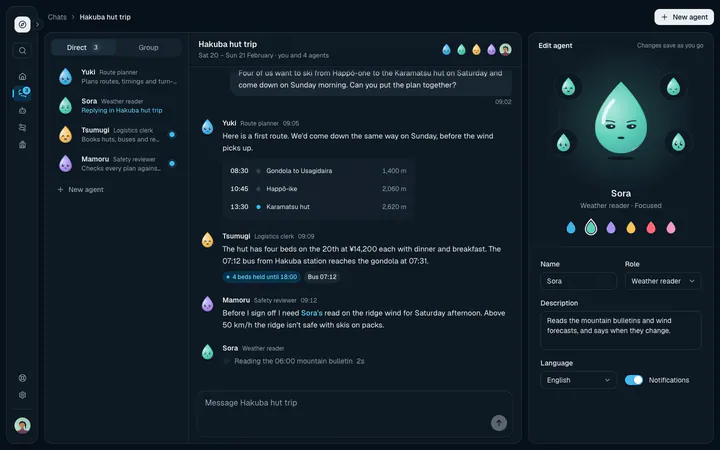 Chats > Hakuba hut trip
+ New agent
Direct 3
Group
Yuki Route planner
Plans routes, timings and turn-...
Sora Weather reader
Replying in Hakuba hut trip
Tsumugi Logistics clerk
Books huts, buses and re...
Mamoru Safety reviewer
Checks every plan agains...
+ New agent
Hakuba hut trip
Sat 20 – Sun 21 February · you and 4 agents
Four of us want to ski from Happō-one to the Karamatsu hut on Saturday and
come down on Sunday morning. Can you put the plan together?
09:02
Yuki Route planner 09:05
Here is a first route. We'd come down the same way on Sunday, before the wind
picks up.
08:30 Gondola to Usagidaira 1,400 m
10:45 Happō-ike 2,060 m
13:30 Karamatsu hut 2,620 m
Tsumugi Logistics clerk 09:09
The hut has four beds on the 20th at ¥14,200 each with dinner and breakfast. The
07:12 bus from Hakuba station reaches the gondola at 07:31.
4 beds held until 18:00
Bus 07:12
Mamoru Safety reviewer 09:12
Before I sign off I need Sora's read on the ridge wind for Saturday afternoon. Above
50 km/h the ridge isn't safe with skis on packs.
Sora Weather reader
Reading the 06:00 mountain bulletin 2s
Message Hakuba hut trip
Edit agent
Changes save as you go
Sora
Weather reader · Focused
Name
Role
Sora
Weather reader
Description
Reads the mountain bulletins and wind
forecasts, and says when they change.
Language
English
Notifications